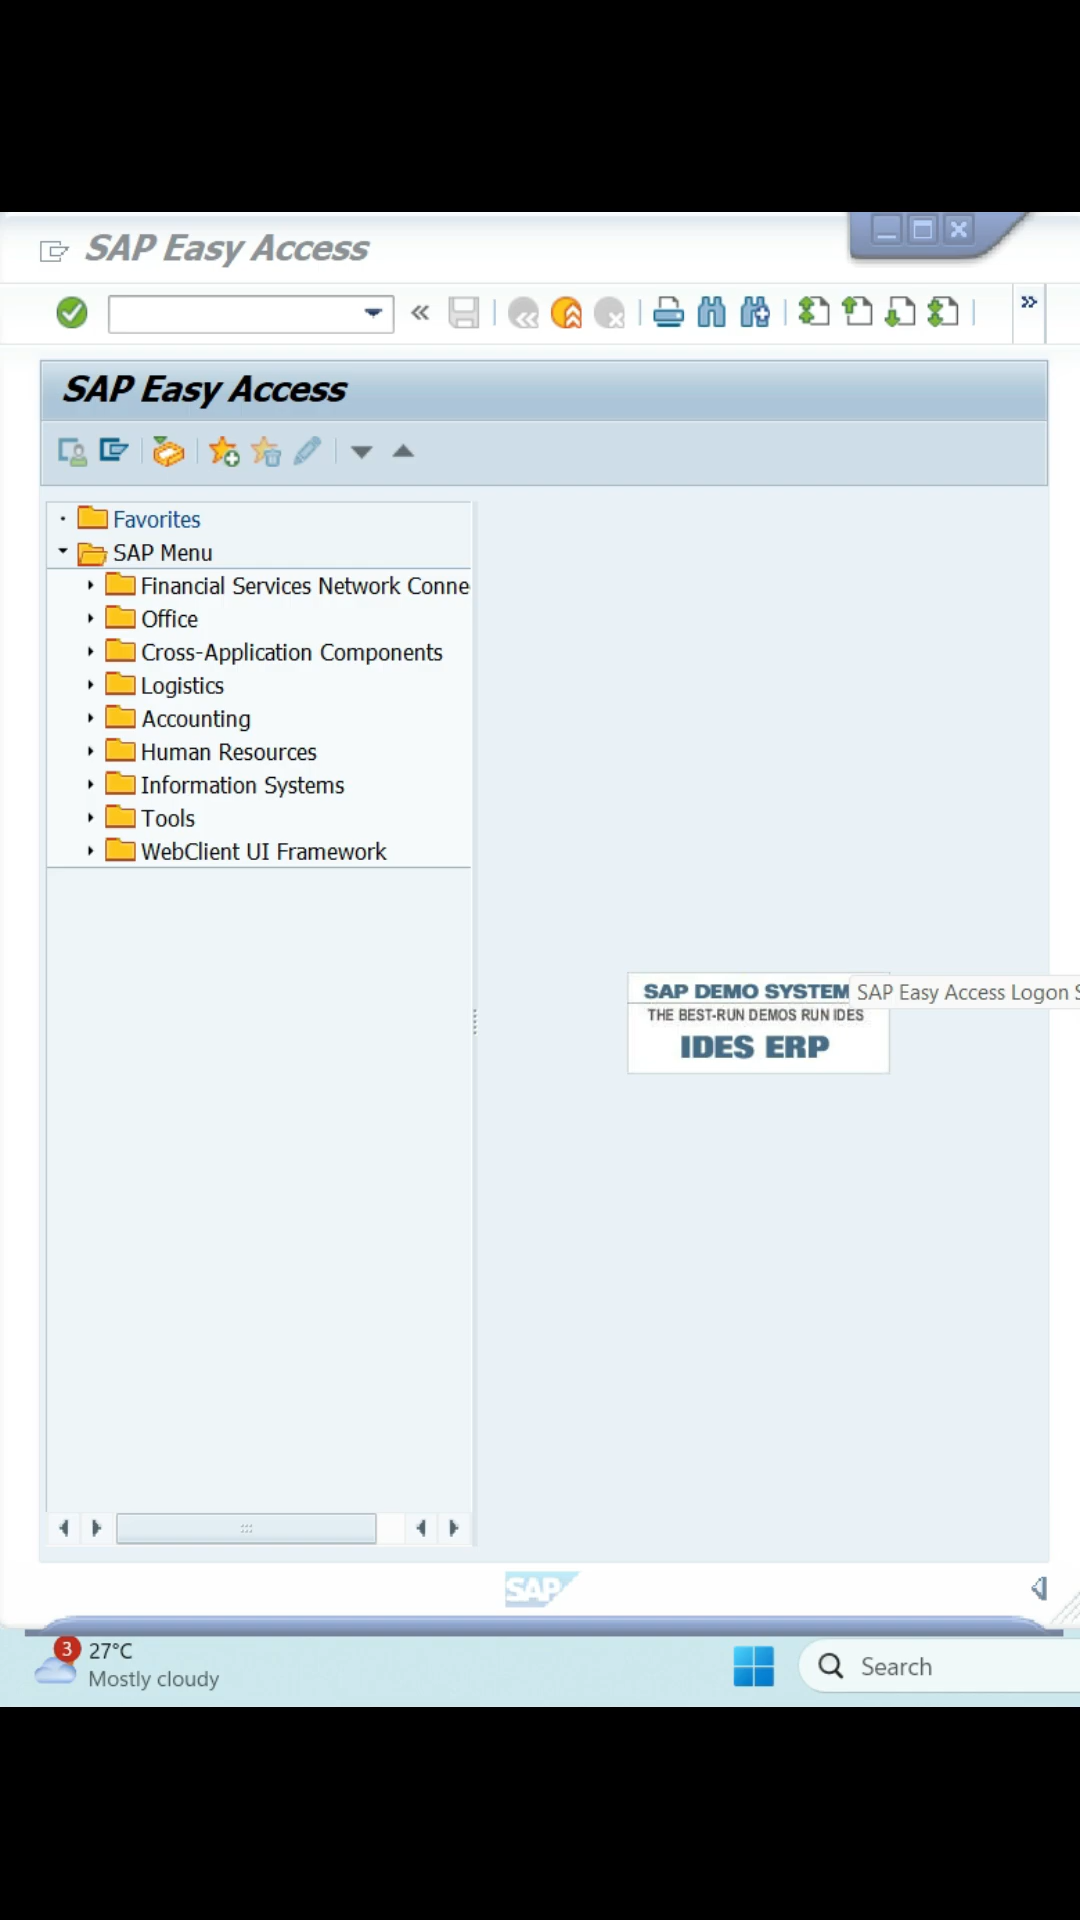 SAP Easy Access
SAP Easy Access
Favorites
SAP Menu
Financial Services Network Conne
Office
Cross-Application Components
Logistics
Accounting
Human Resources
Information Systems
Tools
WebClient UI Framework
SAP DEMO SYSTEM
SAP Easy Access Logon S
THE BEST-RUN DEMOS RUN IDES
IDES ERP
SAP
3
27°C
Mostly cloudy
Search